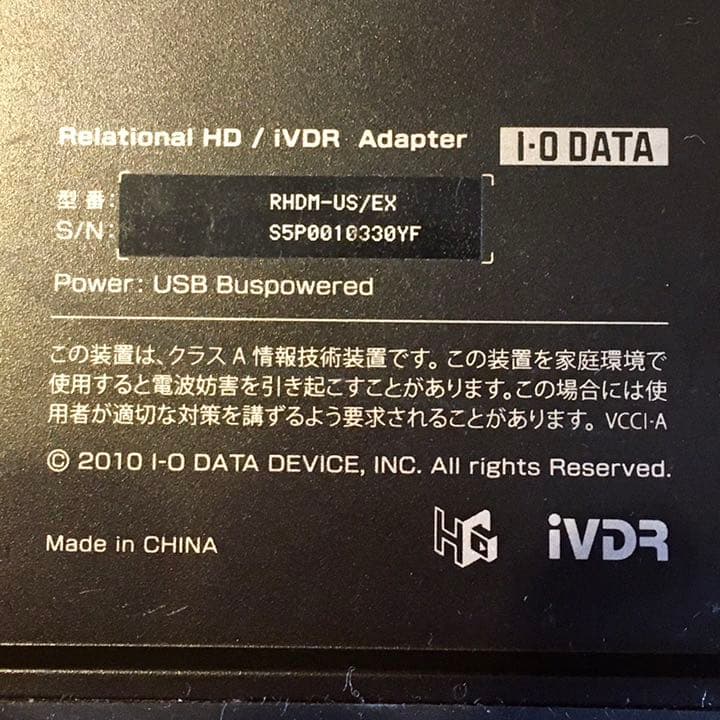 Relational HD / iVDR Adapter
I-O DATA
型番: RHDM-US/EX
S/N: S5P0010330YF
Power: USB Buspowered
この装置は、クラスA情報技術装置です。この装置を家庭環境で
使用すると電波妨害を引き起こすことがあります。この場合には使
用者が適切な対策を講ずるよう要求されることがあります。 VCCI-A
© 2010 I-O DATA DEVICE, INC. All rights Reserved.
Made in CHINA
HG
iVDR